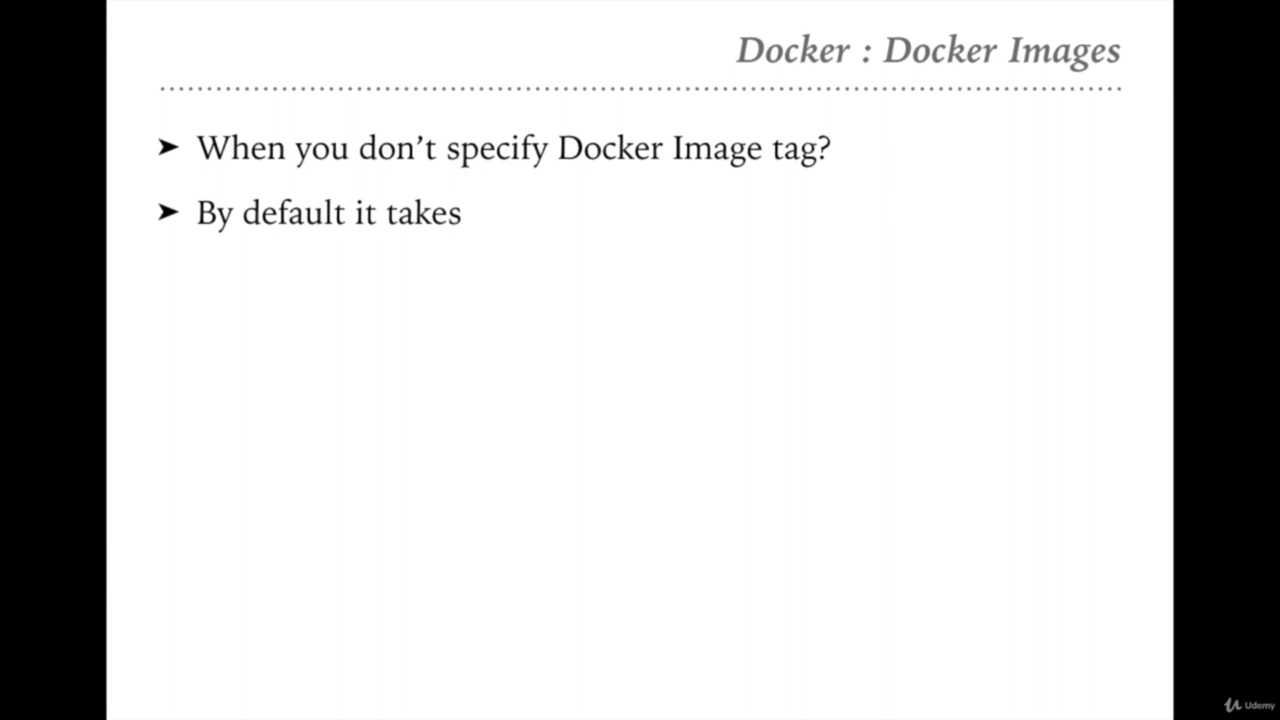 Docker : Docker Images
➤ When you don’t specify Docker Image tag?
➤ By default it takes
Udemy